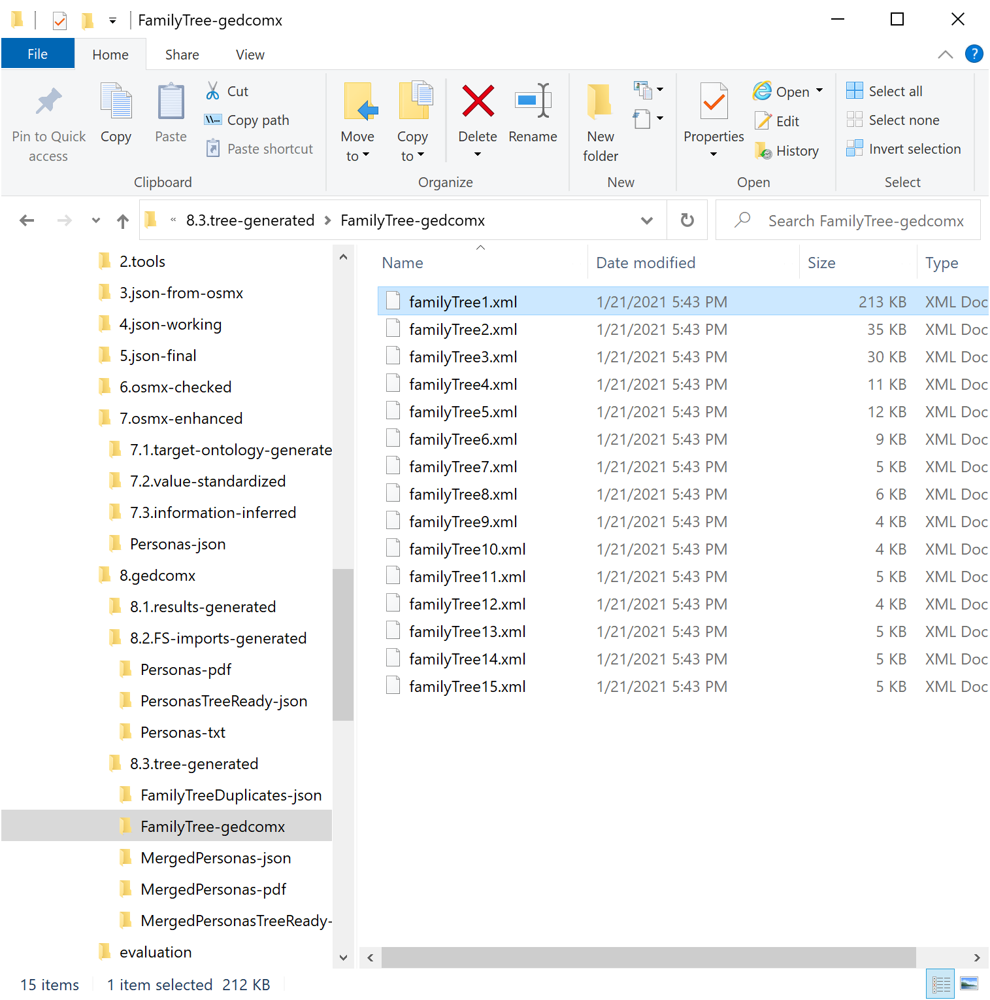 FamilyTree-gedcomx
File Home Share View
?
Pin to Quick access
Copy
Paste
Cut
\\... Copy path
Paste shortcut
Clipboard
Move to
Copy to
Delete
Rename
Organize
New folder
New
Properties
Open
Edit
History
Open
Select all
Select none
Invert selection
Select
« 8.3.tree-generated FamilyTree-gedcomx
Search FamilyTree-gedcomx
2.tools
3.json-from-osmx
4.json-working
5.json-final
6.osmx-checked
7.osmx-enhanced
7.1.target-ontology-generate
7.2.value-standardized
7.3.information-inferred
Personas-json
8.gedcomx
8.1.results-generated
8.2.FS-imports-generated
Personas-pdf
PersonasTreeReady-json
Personas-txt
8.3.tree-generated
FamilyTreeDuplicates-json
FamilyTree-gedcomx
MergedPersonas-json
MergedPersonas-pdf
MergedPersonasTreeReady-
evaluation
Name Date modified Size Type
familyTree1.xml 1/21/2021 5:43 PM 213 KB XML Doc
familyTree2.xml 1/21/2021 5:43 PM 35 KB XML Doc
familyTree3.xml 1/21/2021 5:43 PM 30 KB XML Doc
familyTree4.xml 1/21/2021 5:43 PM 11 KB XML Doc
familyTree5.xml 1/21/2021 5:43 PM 12 KB XML Doc
familyTree6.xml 1/21/2021 5:43 PM 9 KB XML Doc
familyTree7.xml 1/21/2021 5:43 PM 5 KB XML Doc
familyTree8.xml 1/21/2021 5:43 PM 6 KB XML Doc
familyTree9.xml 1/21/2021 5:43 PM 4 KB XML Doc
familyTree10.xml 1/21/2021 5:43 PM 4 KB XML Doc
familyTree11.xml 1/21/2021 5:43 PM 5 KB XML Doc
familyTree12.xml 1/21/2021 5:43 PM 4 KB XML Doc
familyTree13.xml 1/21/2021 5:43 PM 5 KB XML Doc
familyTree14.xml 1/21/2021 5:43 PM 5 KB XML Doc
familyTree15.xml 1/21/2021 5:43 PM 5 KB XML Doc
15 items 1 item selected 212 KB